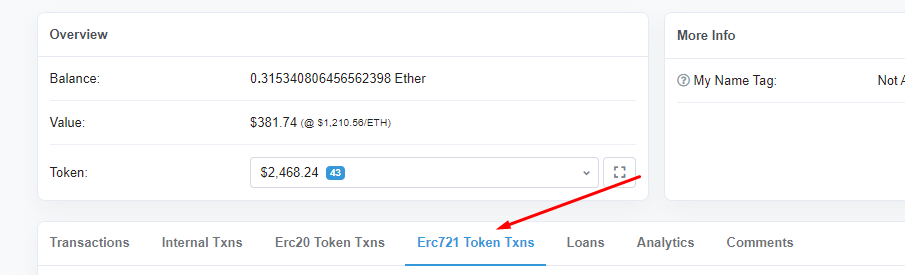 Overview
More Info
Balance:
0.315340806456562398 Ether
My Name Tag:
Not A
Value:
$381.74 (@ $1,210.56/ETH)
Token:
$2,468.24 43
Transactions
Internal Txns
Erc20 Token Txns
Erc721 Token Txns
Loans
Analytics
Comments